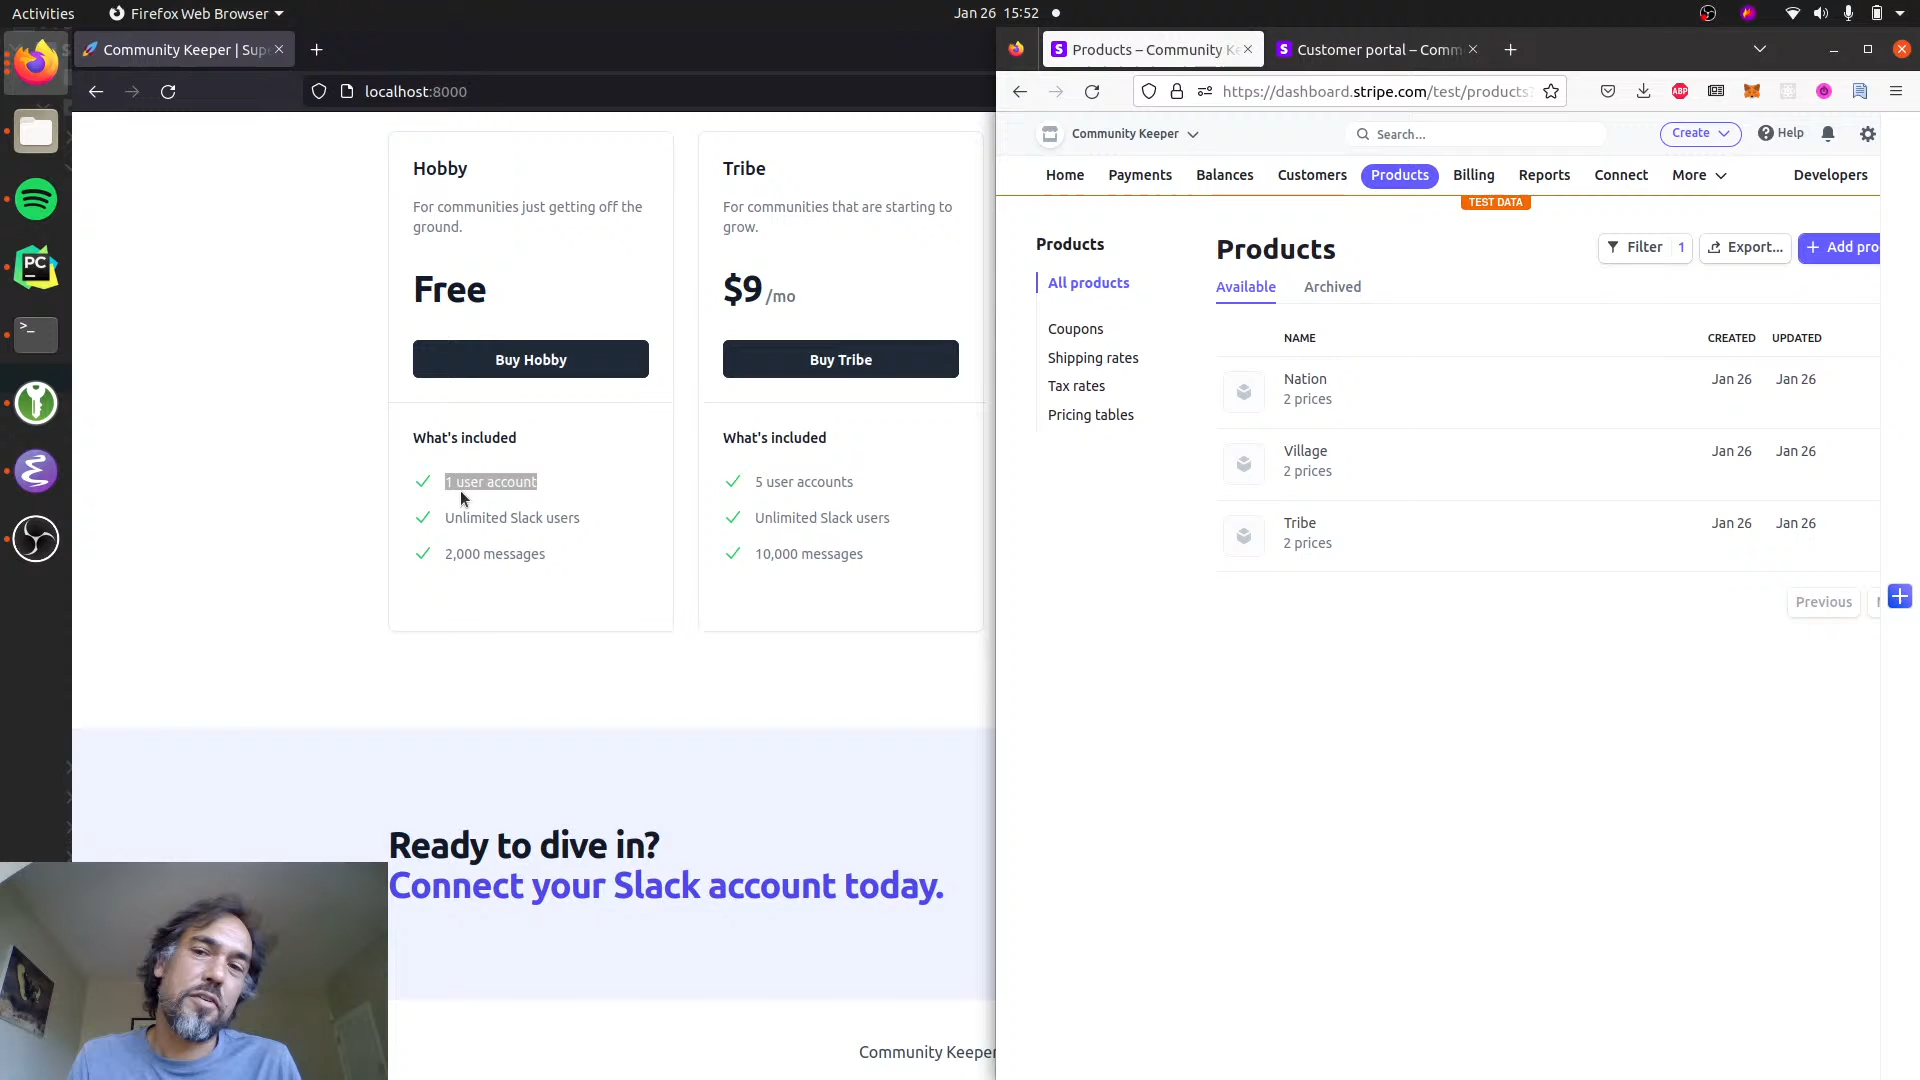 Activities
Firefox Web Browser
Jan 26 15:52
Community Keeper | Sup
localhost:8000
Hobby
For communities just getting off the
ground.
Free
Buy Hobby
What's included
1 user account
Unlimited Slack users
2,000 messages
Tribe
For communities that are starting to
grow.
$9 /mo
Buy Tribe
What's included
5 user accounts
Unlimited Slack users
10,000 messages
Ready to dive in?
Connect your Slack account today.
Community Keeper
PC
Products – Community K
Customer portal – Comm
https://dashboard.stripe.com/test/products?
ABP
Community Keeper
Search...
Create
Help
Home
Payments
Balances
Customers
Products
Billing
Reports
Connect
More
Developers
TEST DATA
Products
All products
Coupons
Shipping rates
Tax rates
Pricing tables
Products
Filter 1
Export...
Add pro
Available
Archived
NAME CREATED UPDATED
Nation Jan 26 Jan 26
2 prices
Village Jan 26 Jan 26
2 prices
Tribe Jan 26 Jan 26
2 prices
Previous